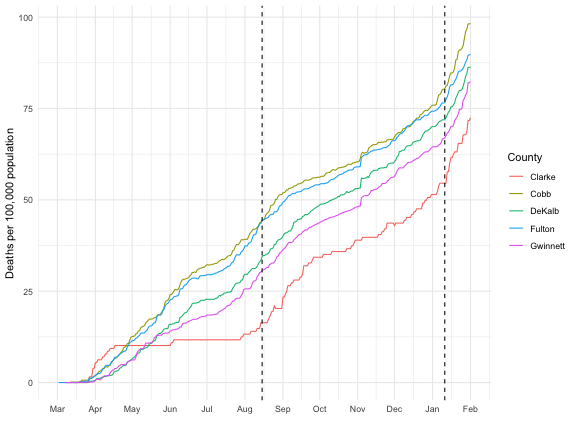 Deaths per 100,000 population
100
75
50
25
0
Mar Apr May Jun Jul Aug Sep Oct Nov Dec Jan Feb
County
Clarke
Cobb
DeKalb
Fulton
Gwinnett